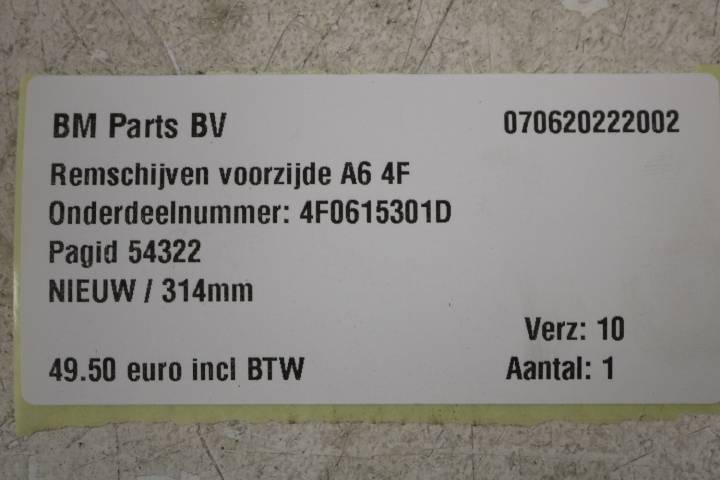 BM Parts BV 070620222002
Remschijven voorzijde A6 4F
Onderdeelnummer: 4F0615301D
Pagid 54322
NIEUW / 314mm
Verz: 10
49.50 euro incl BTW Aantal: 1